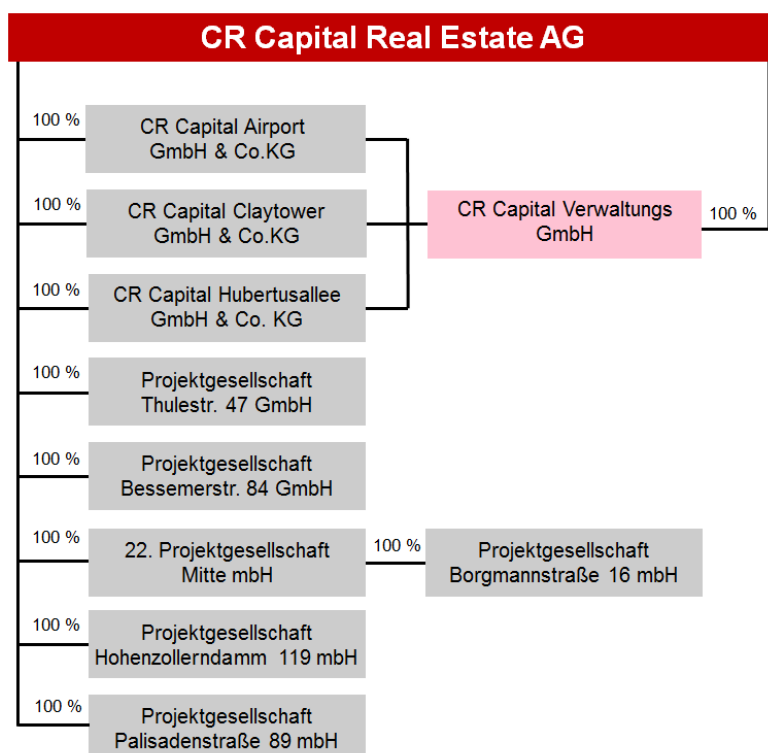 CR Capital Real Estate AG
100 %
CR Capital Airport
GmbH & Co.KG
100 %
CR Capital Claytower
GmbH & Co.KG
CR Capital Verwaltungs
GmbH
100 %
100 %
CR Capital Hubertusallee
GmbH & Co. KG
100 %
Projektgesellschaft
Thulestr. 47 GmbH
100 %
Projektgesellschaft
Bessemerstr. 84 GmbH
100 %
22. Projektgesellschaft
Mitte mbH
100 %
Projektgesellschaft
Borgmannstraße 16 mbH
100 %
Projektgesellschaft
Hohenzollerndamm 119 mbH
100 %
Projektgesellschaft
Palisadenstraße 89 mbH